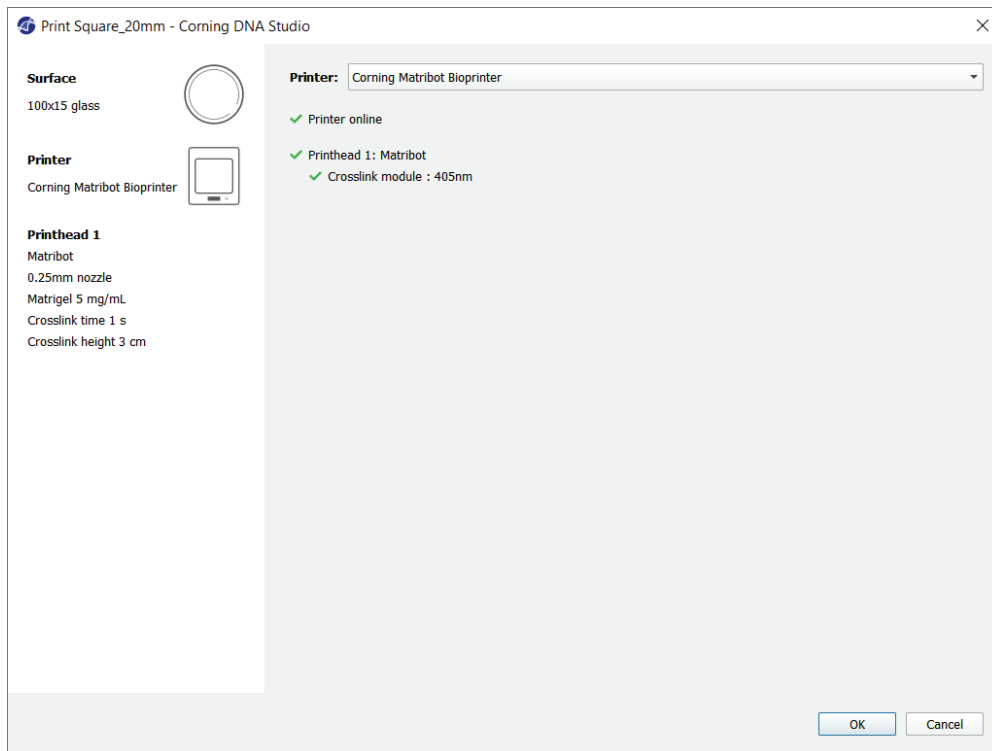 Print Square_20mm - Corning DNA Studio
Surface
100x15 glass
Printer
Corning Matribot Bioprinter
Printhead 1
Matribot
0.25mm nozzle
Matrigel 5 mg/mL
Crosslink time 1 s
Crosslink height 3 cm
Printer: Corning Matribot Bioprinter
Printer online
Printhead 1: Matribot
Crosslink module : 405nm
OK Cancel